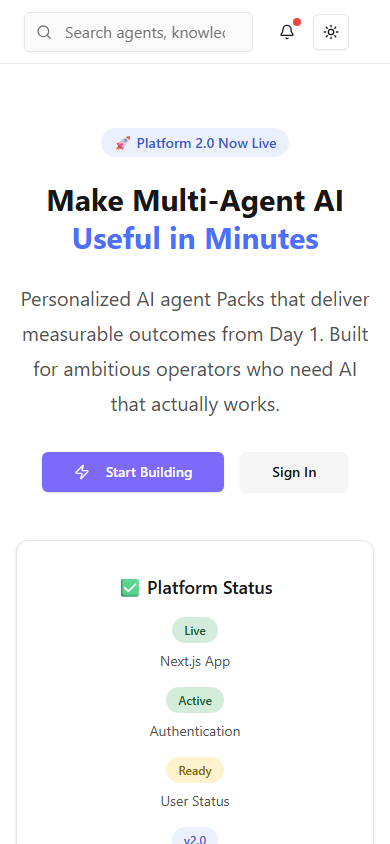 Search agents, knowled
🚀 Platform 2.0 Now Live
Make Multi-Agent AI
Useful in Minutes
Personalized AI agent Packs that deliver
measurable outcomes from Day 1. Built
for ambitious operators who need AI
that actually works.
Start Building
Sign In
✅ Platform Status
Live
Next.js App
Active
Authentication
Ready
User Status
v2.0